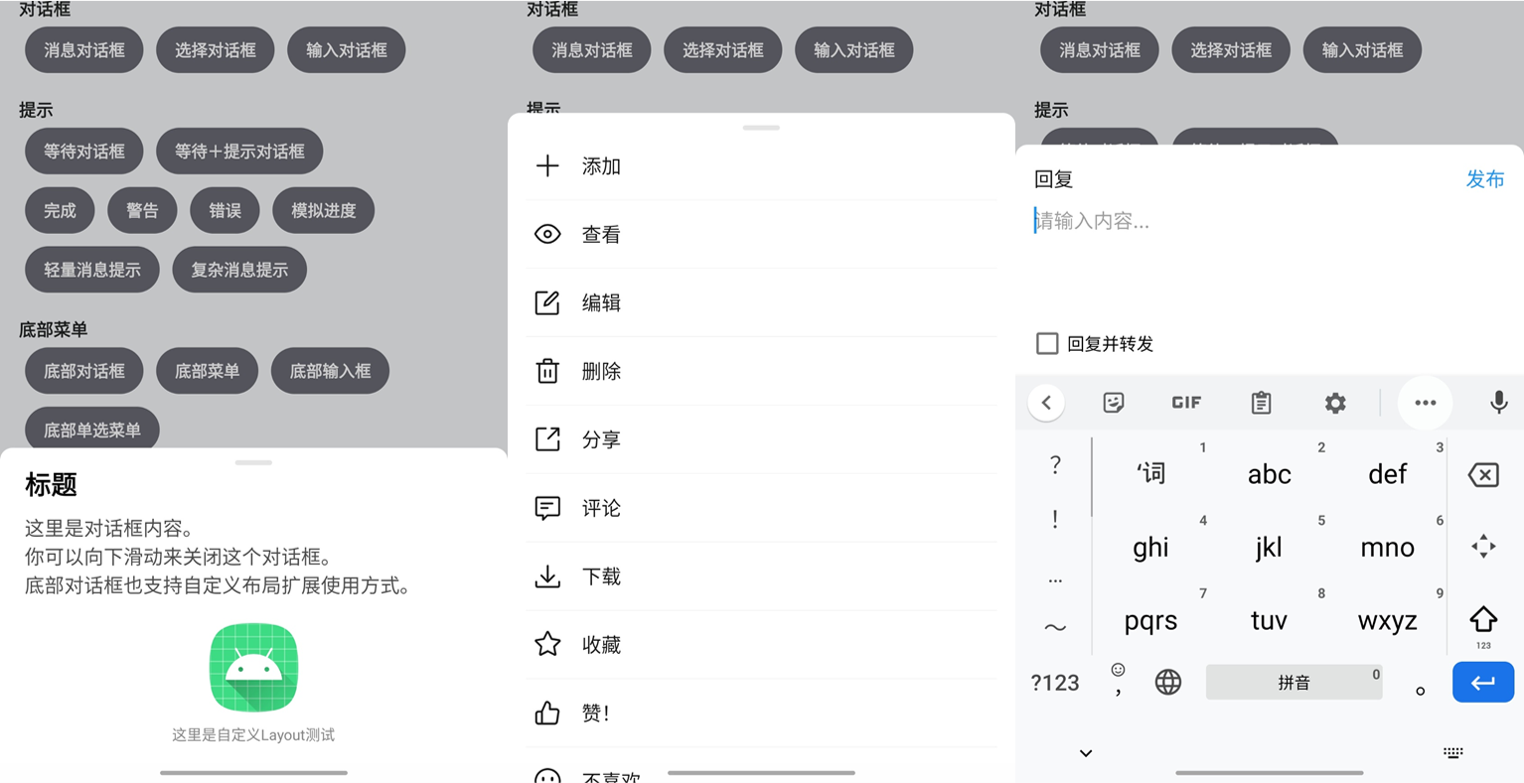 对话框
消息对话框 选择对话框 输入对话框
提示
等待对话框 等待＋提示对话框
完成 警告 错误 模拟进度
轻量消息提示 复杂消息提示
底部菜单
底部对话框 底部菜单 底部输入框
底部单选菜单
标题
这里是对话框内容。
你可以向下滑动来关闭这个对话框。
底部对话框也支持自定义布局扩展使用方式。
这里是自定义Layout测试
对话框
消息对话框 选择对话框 输入对话框
提示
添加
查看
编辑
删除
分享
评论
下载
收藏
赞！
不喜欢
对话框
消息对话框 选择对话框 输入对话框
提示
回复 发布
请输入内容...
回复并转发
GIF
? '词 1 abc 2 def 3
! ghi 4 jkl 5 mno 6
... pqrs 7 tuv 8 wxyz 9
～ 123
?123 , 拼音 0 。